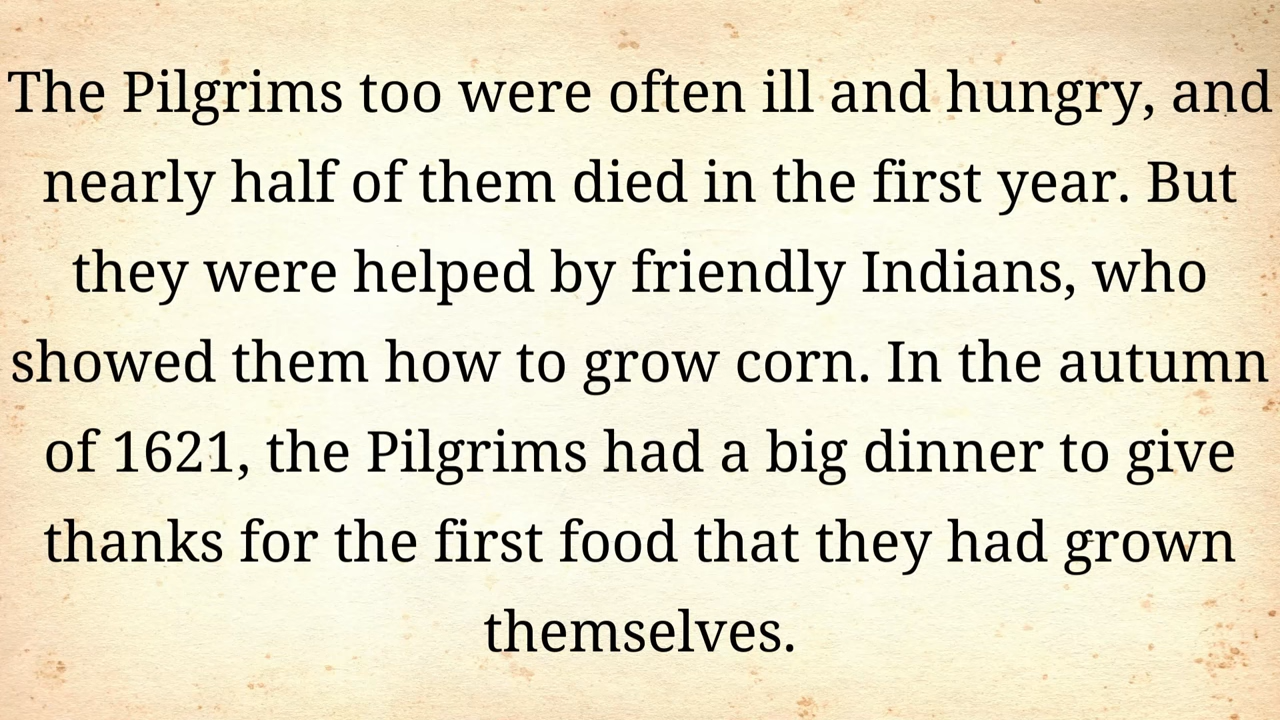 The Pilgrims too were often ill and hungry, and
nearly half of them died in the first year. But
they were helped by friendly Indians, who
showed them how to grow corn. In the autumn
of 1621, the Pilgrims had a big dinner to give
thanks for the first food that they had grown
themselves.